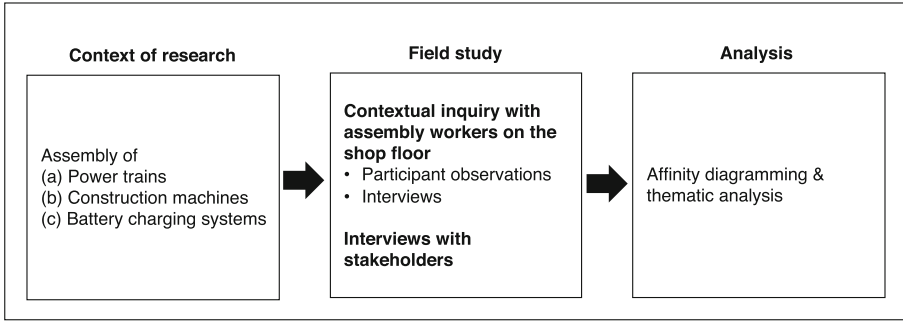 Context of research
Assembly of
(a) Power trains
(b) Construction machines
(c) Battery charging systems
Field study
Contextual inquiry with
assembly workers on the
shop floor
• Participant observations
• Interviews
Interviews with
stakeholders
Analysis
Affinity diagramming &
thematic analysis